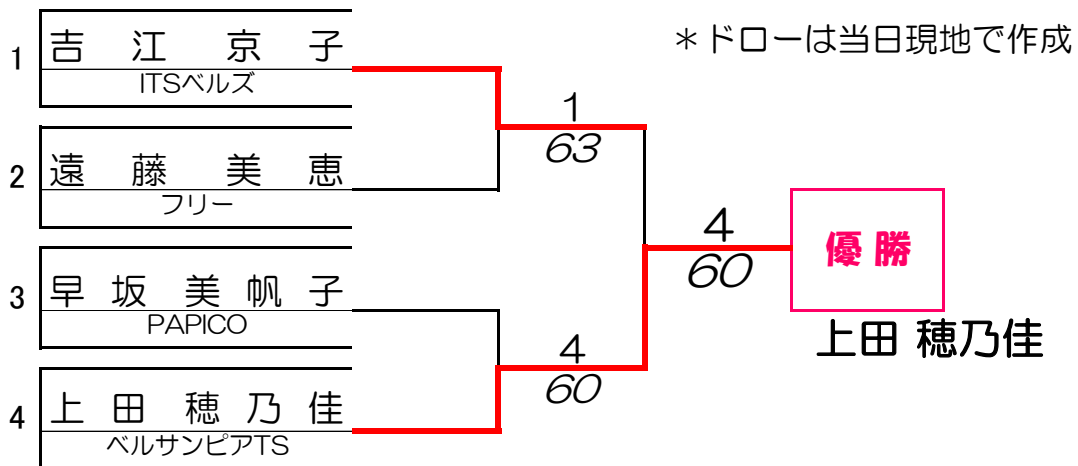 ＊ドローは当日現地で作成
1
吉江京子
ITSベルズ
2
遠藤美恵
フリー
3
早坂美帆子
PAPICO
4
上田穂乃佳
ベルサンピアTS
1
63
4
60
4
60
優勝
上田 穂乃佳